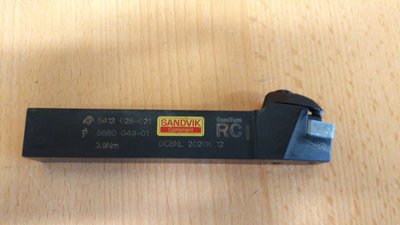 5412 028-021
5680 049-01
3.9Nm
SANDVIK
Coromant
CoroTurn
RC
DCBNL 2020K 12